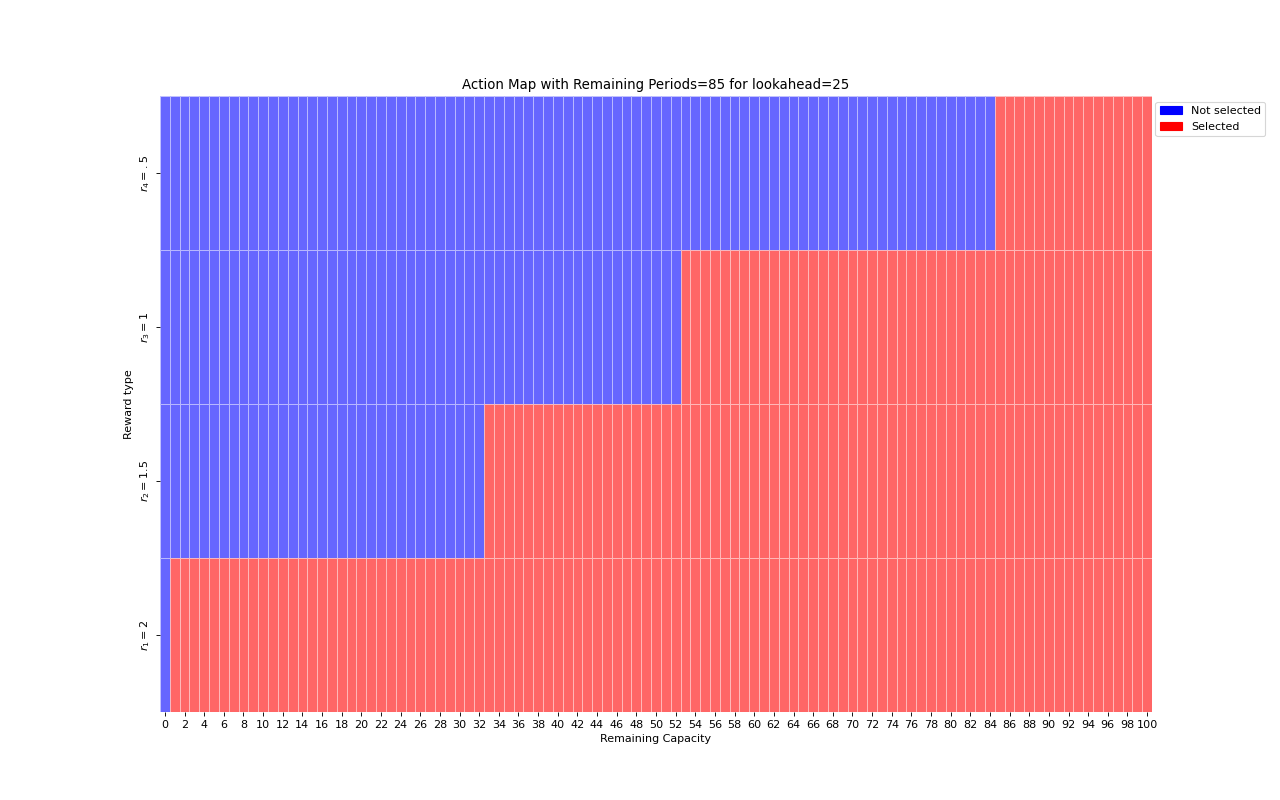 Action Map with Remaining Periods=85 for lookahead=25
Not selected
Selected
r₄ = .5
r₃ = 1
r₂ = 1.5
r₁ = 2
Reward type
0 2 4 6 8 10 12 14 16 18 20 22 24 26 28 30 32 34 36 38 40 42 44 46 48 50 52 54 56 58 60 62 64 66 68 70 72 74 76 78 80 82 84 86 88 90 92 94 96 98 100
Remaining Capacity